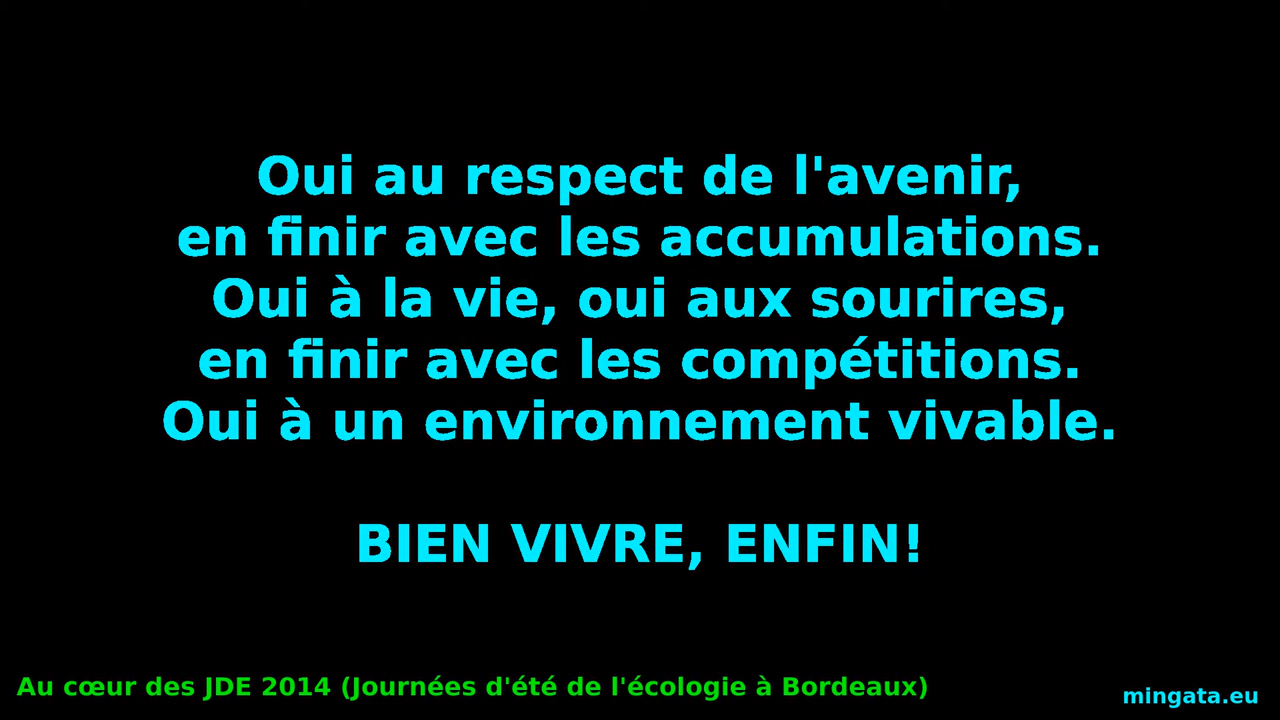 Oui au respect de l'avenir,
en finir avec les accumulations.
Oui à la vie, oui aux sourires,
en finir avec les compétitions.
Oui à un environnement vivable.
BIEN VIVRE, ENFIN!
Au cœur des JDE 2014 (Journées d'été de l'écologie à Bordeaux)
mingata.eu